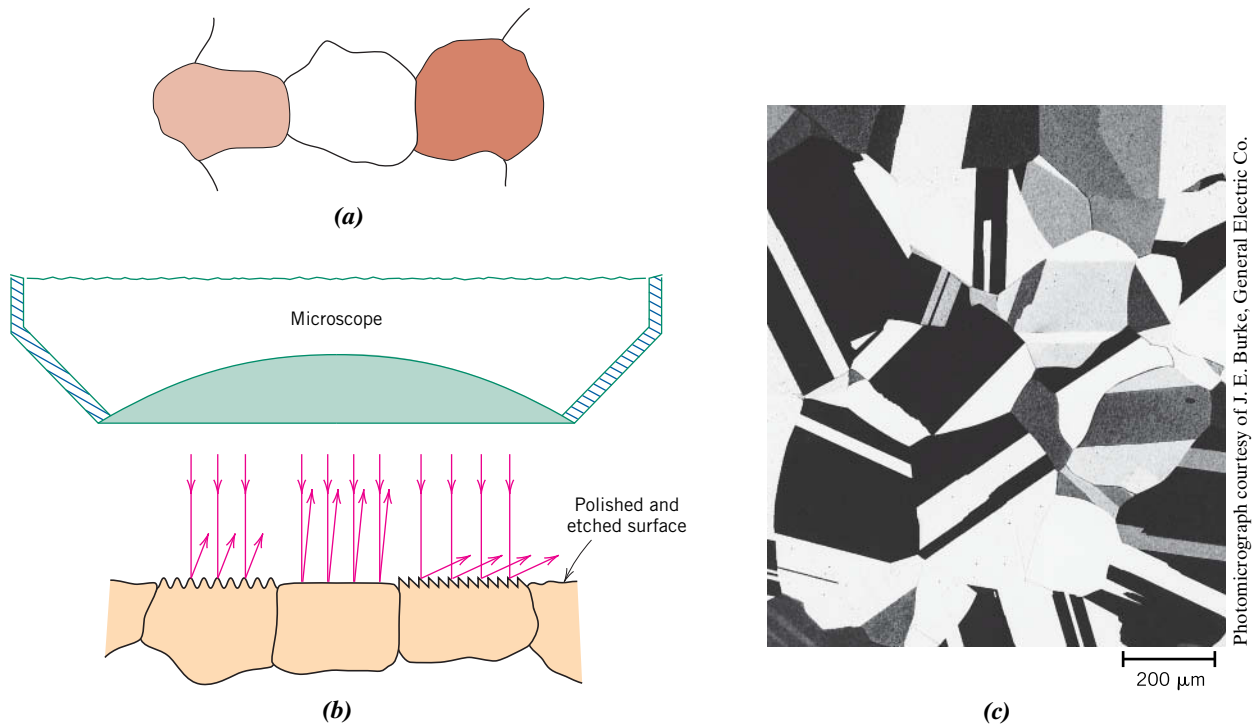 (a)
Microscope
Polished and
etched surface
(b)
Photomicrograph courtesy of J. E. Burke, General Electric Co.
200 μm
(c)